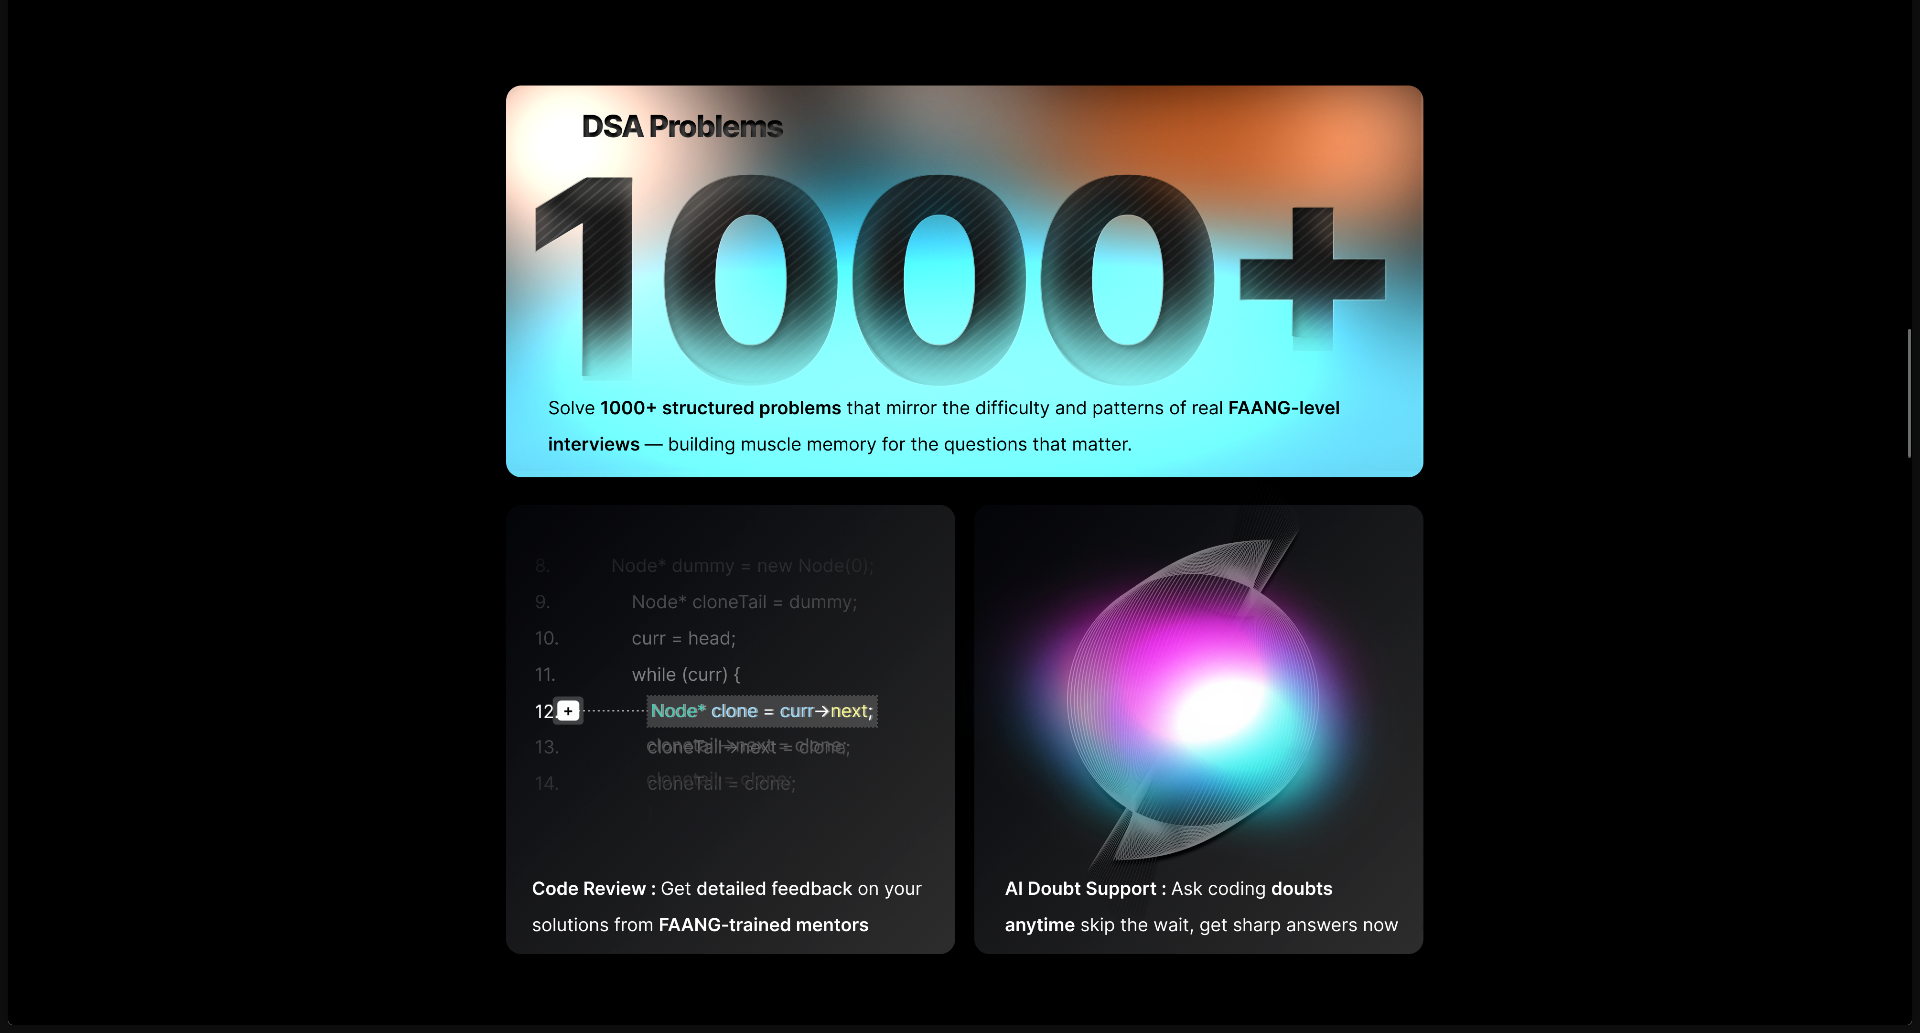 DSA Problems
1000+
Solve 1000+ structured problems that mirror the difficulty and patterns of real FAANG-level
interviews — building muscle memory for the questions that matter.
8. Node* dummy = new Node(0);
9. Node* cloneTail = dummy;
10. curr = head;
11. while (curr) {
12. + Node* clone = curr→next;
13. cloneTail→next = clone;
14. cloneTail = clone;
Code Review : Get detailed feedback on your
solutions from FAANG-trained mentors
AI Doubt Support : Ask coding doubts
anytime skip the wait, get sharp answers now